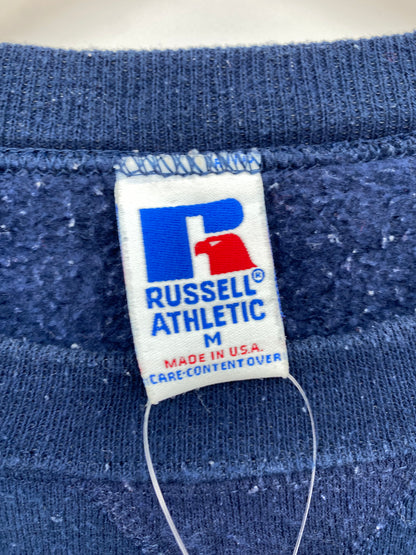 R
RUSSELL®
ATHLETIC
M
MADE IN U.S.A.
CARE-CONTENT OVER